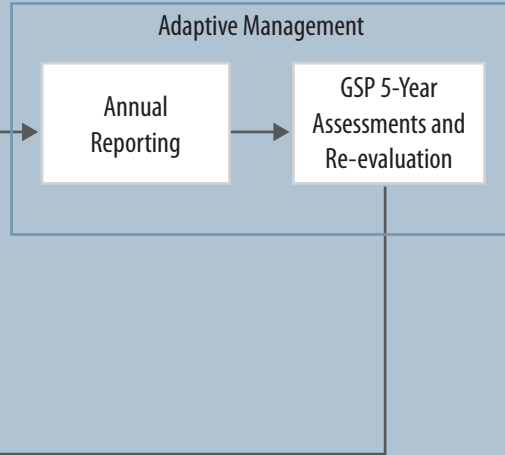 Adaptive Management
Annual
Reporting
GSP 5-Year
Assessments and
Re-evaluation